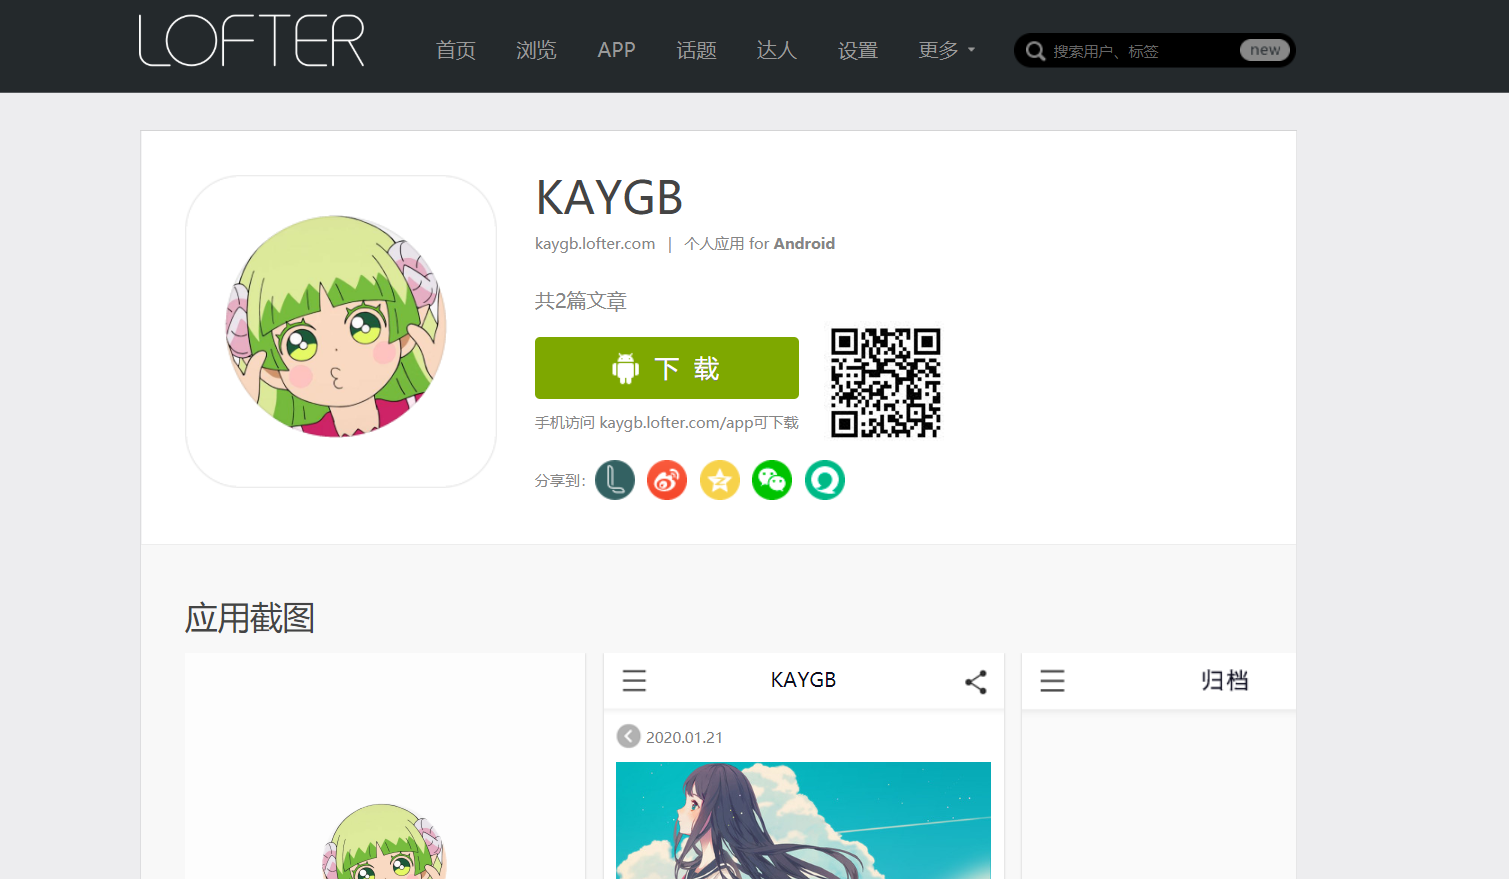 LOFTER
首页 浏览 APP 话题 达人 设置 更多 搜索用户、标签 new
KAYGB
kaygb.lofter.com | 个人应用 for Android
共2篇文章
下 载
手机访问 kaygb.lofter.com/app可下载
分享到：
应用截图
KAYGB
归档
2020.01.21